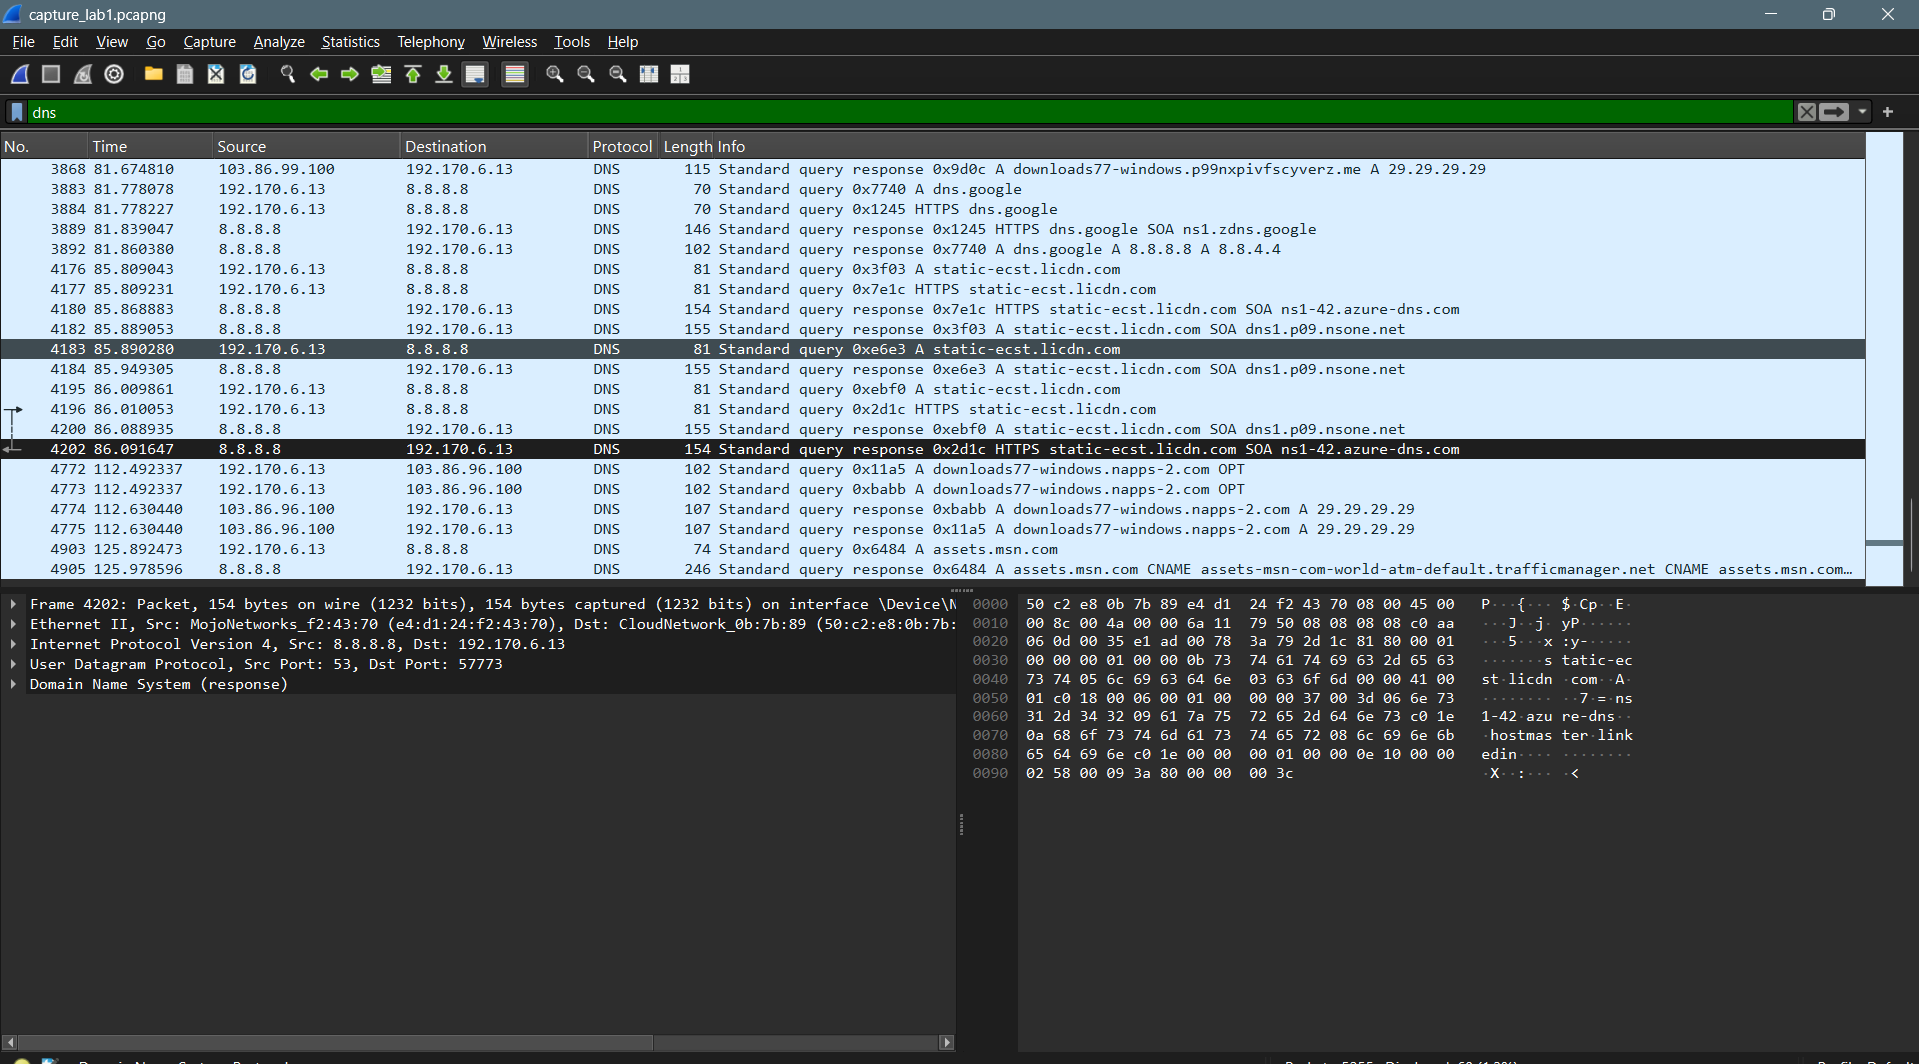 capture_lab1.pcapng
File Edit View Go Capture Analyze Statistics Telephony Wireless Tools Help
dns
No. Time Source Destination Protocol Length Info
3868 81.674810 103.86.99.100 192.170.6.13 DNS 115 Standard query response 0x9d0c A downloads77-windows.p99nxpivfscyverz.me A 29.29.29.29
3883 81.778078 192.170.6.13 8.8.8.8 DNS 70 Standard query 0x7740 A dns.google
3884 81.778227 192.170.6.13 8.8.8.8 DNS 70 Standard query 0x1245 HTTPS dns.google
3889 81.839047 8.8.8.8 192.170.6.13 DNS 146 Standard query response 0x1245 HTTPS dns.google SOA ns1.zdns.google
3892 81.860380 8.8.8.8 192.170.6.13 DNS 102 Standard query response 0x7740 A dns.google A 8.8.8.8 A 8.8.4.4
4176 85.809043 192.170.6.13 8.8.8.8 DNS 81 Standard query 0x3f03 A static-ecst.licdn.com
4177 85.809231 192.170.6.13 8.8.8.8 DNS 81 Standard query 0x7e1c HTTPS static-ecst.licdn.com
4180 85.868883 8.8.8.8 192.170.6.13 DNS 154 Standard query response 0x7e1c HTTPS static-ecst.licdn.com SOA ns1-42.azure-dns.com
4182 85.889053 8.8.8.8 192.170.6.13 DNS 155 Standard query response 0x3f03 A static-ecst.licdn.com SOA dns1.p09.nsone.net
4183 85.890280 192.170.6.13 8.8.8.8 DNS 81 Standard query 0xe6e3 A static-ecst.licdn.com
4184 85.949305 8.8.8.8 192.170.6.13 DNS 155 Standard query response 0xe6e3 A static-ecst.licdn.com SOA dns1.p09.nsone.net
4195 86.009861 192.170.6.13 8.8.8.8 DNS 81 Standard query 0xebf0 A static-ecst.licdn.com
4196 86.010053 192.170.6.13 8.8.8.8 DNS 81 Standard query 0x2d1c HTTPS static-ecst.licdn.com
4200 86.088935 8.8.8.8 192.170.6.13 DNS 155 Standard query response 0xebf0 A static-ecst.licdn.com SOA dns1.p09.nsone.net
4202 86.091647 8.8.8.8 192.170.6.13 DNS 154 Standard query response 0x2d1c HTTPS static-ecst.licdn.com SOA ns1-42.azure-dns.com
4772 112.492337 192.170.6.13 103.86.96.100 DNS 102 Standard query 0x11a5 A downloads77-windows.napps-2.com OPT
4773 112.492337 192.170.6.13 103.86.96.100 DNS 102 Standard query 0xbabb A downloads77-windows.napps-2.com OPT
4774 112.630440 103.86.96.100 192.170.6.13 DNS 107 Standard query response 0xbabb A downloads77-windows.napps-2.com A 29.29.29.29
4775 112.630440 103.86.96.100 192.170.6.13 DNS 107 Standard query response 0x11a5 A downloads77-windows.napps-2.com A 29.29.29.29
4903 125.892473 192.170.6.13 8.8.8.8 DNS 74 Standard query 0x6484 A assets.msn.com
4905 125.978596 8.8.8.8 192.170.6.13 DNS 246 Standard query response 0x6484 A assets.msn.com CNAME assets-msn-com-world-atm-default.trafficmanager.net CNAME assets.msn.com…
Frame 4202: Packet, 154 bytes on wire (1232 bits), 154 bytes captured (1232 bits) on interface \Device\N
Ethernet II, Src: MojoNetworks_f2:43:70 (e4:d1:24:f2:43:70), Dst: CloudNetwork_0b:7b:89 (50:c2:e8:0b:7b:
Internet Protocol Version 4, Src: 8.8.8.8, Dst: 192.170.6.13
User Datagram Protocol, Src Port: 53, Dst Port: 57773
Domain Name System (response)
0000 50 c2 e8 0b 7b 89 e4 d1 24 f2 43 70 08 00 45 00 P···{··· $·Cp··E·
0010 00 8c 00 4a 00 00 6a 11 79 50 08 08 08 08 c0 aa ···J··j· yP······
0020 06 0d 00 35 e1 ad 00 78 3a 79 2d 1c 81 80 00 01 ···5···x :y-·····
0030 00 00 00 01 00 00 0b 73 74 61 74 69 63 2d 65 63 ·······s tatic-ec
0040 73 74 05 6c 69 63 64 6e 03 63 6f 6d 00 00 41 00 st·licdn ·com··A·
0050 01 c0 18 00 06 00 01 00 00 00 37 00 3d 06 6e 73 ········ ··7·=·ns
0060 31 2d 34 32 09 61 7a 75 72 65 2d 64 6e 73 c0 1e 1-42·azu re-dns··
0070 0a 68 6f 73 74 6d 61 73 74 65 72 08 6c 69 6e 6b ·hostmas ter·link
0080 65 64 69 6e c0 1e 00 00 00 01 00 00 0e 10 00 00 edin···· ········
0090 02 58 00 09 3a 80 00 00 00 3c ·X··:··· ·<